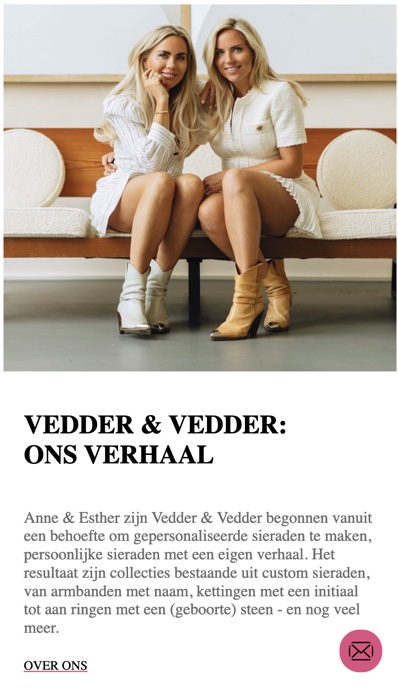 VEDDER & VEDDER:
ONS VERHAAL
Anne & Esther zijn Vedder & Vedder begonnen vanuit
een behoefte om gepersonaliseerde sieraden te maken,
persoonlijke sieraden met een eigen verhaal. Het
resultaat zijn collecties bestaande uit custom sieraden,
van armbanden met naam, kettingen met een initiaal
tot aan ringen met een (geboorte) steen - en nog veel
meer.
OVER ONS